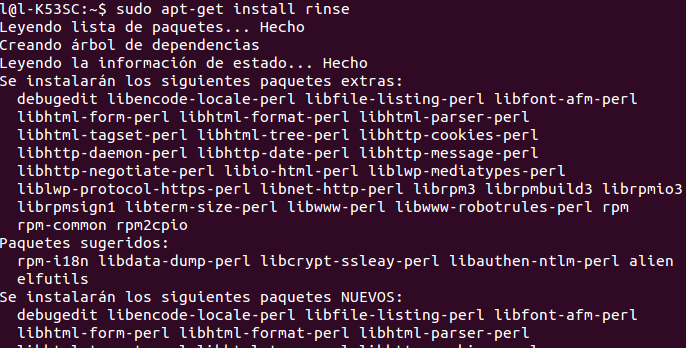 l@l-K53SC:~$ sudo apt-get install rinse
Leyendo lista de paquetes... Hecho
Creando árbol de dependencias
Leyendo la información de estado... Hecho
Se instalarán los siguientes paquetes extras:
debugedit libencode-locale-perl libfile-listing-perl libfont-afm-perl
libhtml-form-perl libhtml-format-perl libhtml-parser-perl
libhtml-tagset-perl libhtml-tree-perl libhttp-cookies-perl
libhttp-daemon-perl libhttp-date-perl libhttp-message-perl
libhttp-negotiate-perl libio-html-perl liblwp-mediatypes-perl
liblwp-protocol-https-perl libnet-http-perl librpm3 librpmbuild3 librpmio3
librpmsign1 libterm-size-perl libwww-perl libwww-robotrules-perl rpm
rpm-common rpm2cpio
Paquetes sugeridos:
rpm-i18n libdata-dump-perl libcrypt-ssleay-perl libauthen-ntlm-perl alien
elfutils
Se instalarán los siguientes paquetes NUEVOS:
debugedit libencode-locale-perl libfile-listing-perl libfont-afm-perl
libhtml-form-perl libhtml-format-perl libhtml-parser-perl